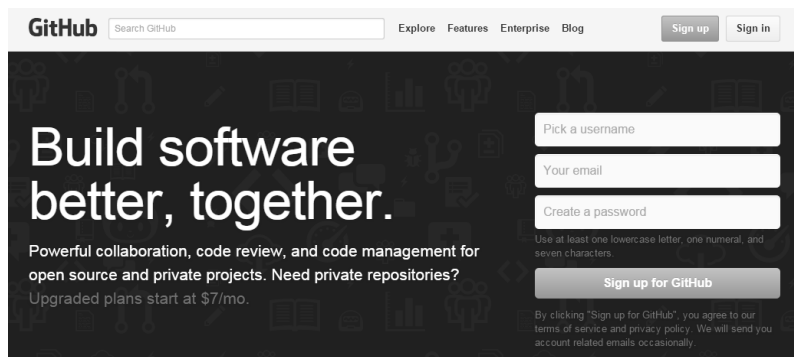 GitHub Search GitHub Explore Features Enterprise Blog Sign up Sign in
Build software
better, together.
Powerful collaboration, code review, and code management for
open source and private projects. Need private repositories?
Upgraded plans start at $7/mo.
Pick a username
Your email
Create a password
Use at least one lowercase letter, one numeral, and
seven characters.
Sign up for GitHub
By clicking "Sign up for GitHub", you agree to our
terms of service and privacy policy. We will send you
account related emails occasionally.